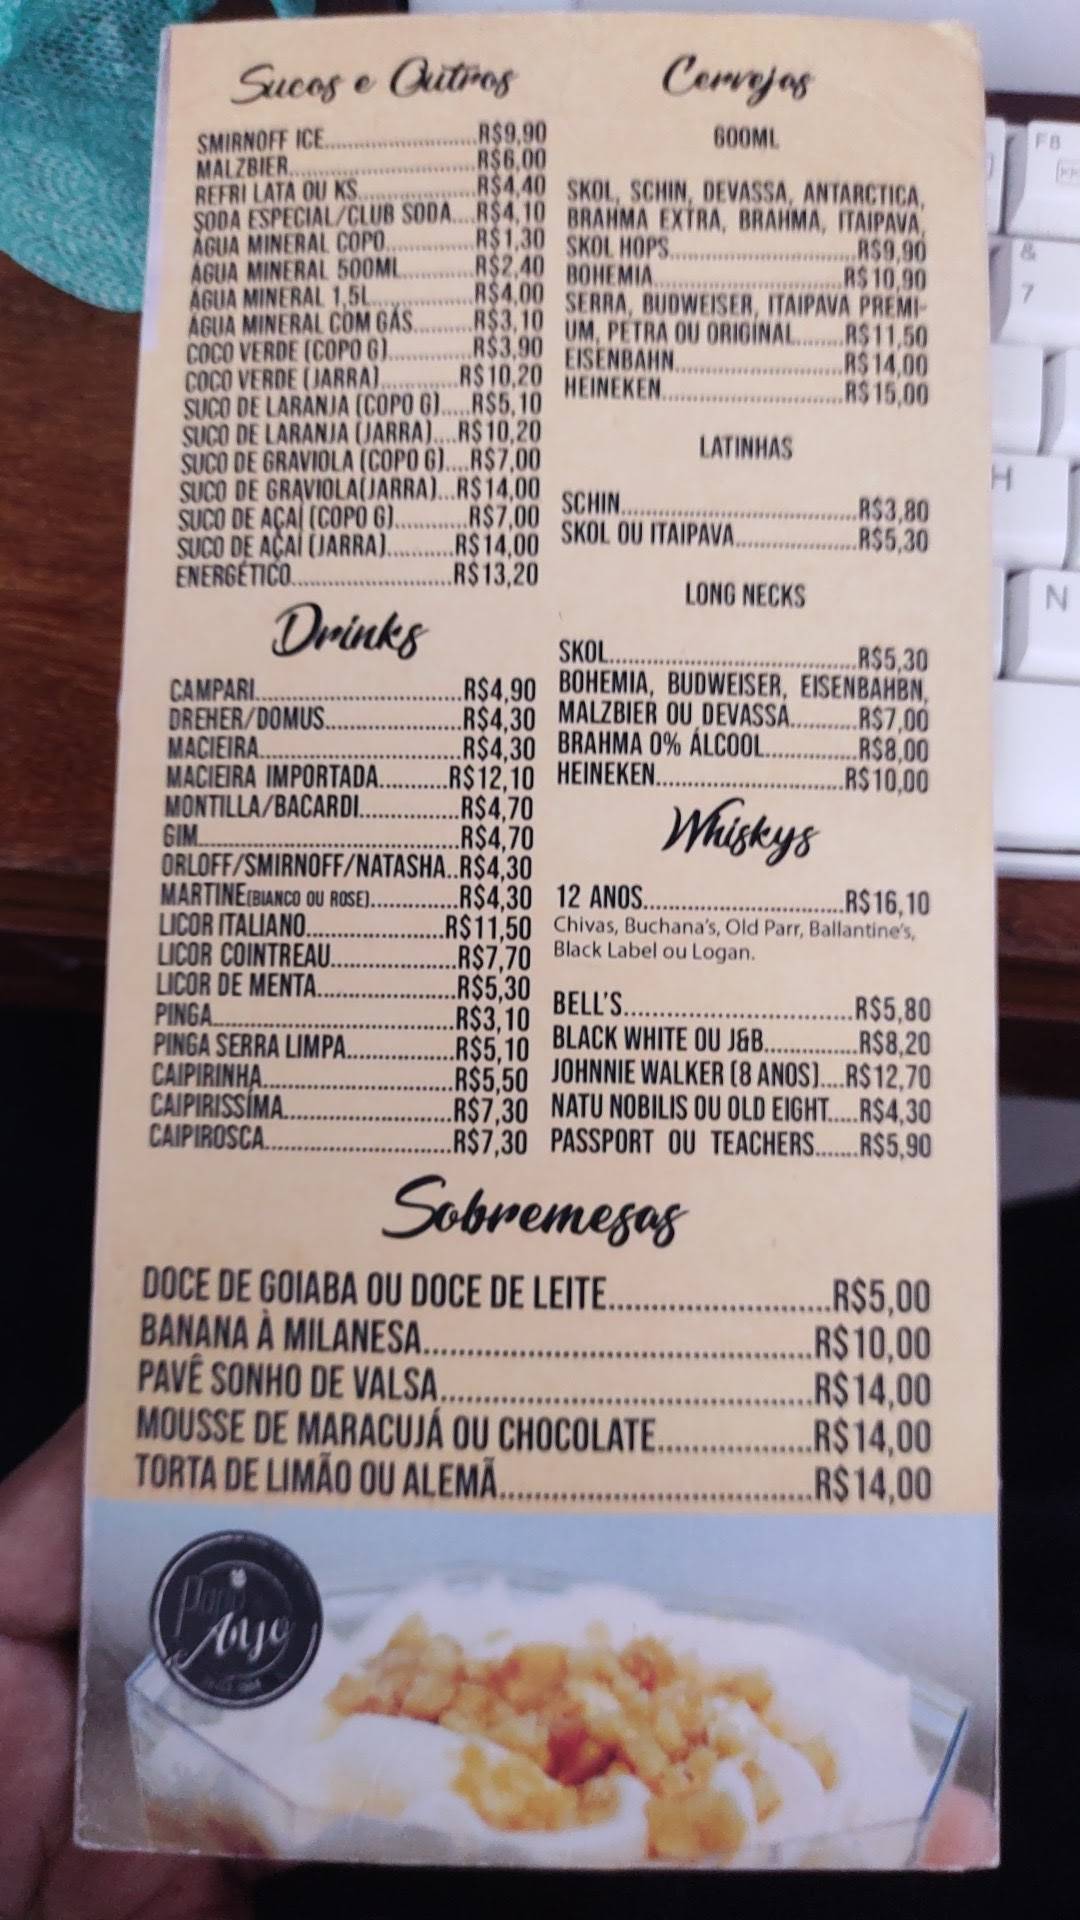 Sucos e Outros
SMIRNOFF ICE....................R$9,90
MALZBIER....................R$6,00
REFRI LATA OU KS....................R$4,40
SODA ESPECIAL/CLUB SODA....R$4,10
ÁGUA MINERAL COPO....................R$1,30
ÁGUA MINERAL 500ML....................R$2,40
ÁGUA MINERAL 1,5L....................R$4,00
ÁGUA MINERAL COM GÁS..........R$3,10
COCO VERDE (COPO G)..............R$3,90
COCO VERDE (JARRA)..............R$10,20
SUCO DE LARANJA (COPO G).....R$5,10
SUCO DE LARANJA (JARRA)....R$10,20
SUCO DE GRAVIOLA (COPO G)....R$7,00
SUCO DE GRAVIOLA(JARRA)...R$14,00
SUCO DE AÇAÍ (COPO G)............R$7,00
SUCO DE AÇAÍ (JARRA)............R$14,00
ENERGÉTICO..........................R$13,20
Drinks
CAMPARI...............................R$4,90
DREHER/DOMUS.....................R$4,30
MACIEIRA...............................R$4,30
MACIEIRA IMPORTADA..........R$12,10
MONTILLA/BACARDI...............R$4,70
GIM.......................................R$4,70
ORLOFF/SMIRNOFF/NATASHA..R$4,30
MARTINE(BIANCO OU ROSE).............R$4,30
LICOR ITALIANO.....................R$11,50
LICOR COINTREAU...................R$7,70
LICOR DE MENTA.....................R$5,30
PINGA....................................R$3,10
PINGA SERRA LIMPA................R$5,10
CAIPIRINHA............................R$5,50
CAIPIRISSÍMA.........................R$7,30
CAIPIROSCA............................R$7,30
Cervejas
600ML
SKOL, SCHIN, DEVASSA, ANTARCTICA,
BRAHMA EXTRA, BRAHMA, ITAIPAVA,
SKOL HOPS...........................R$9,90
BOHEMIA............................R$10,90
SERRA, BUDWEISER, ITAIPAVA PREMI-
UM, PETRA OU ORIGINAL........R$11,50
EISENBAHN.........................R$14,00
HEINEKEN...........................R$15,00
LATINHAS
SCHIN..................................R$3,80
SKOL OU ITAIPAVA.................R$5,30
LONG NECKS
SKOL....................................R$5,30
BOHEMIA, BUDWEISER, EISENBAHBN,
MALZBIER OU DEVASSA..........R$7,00
BRAHMA 0% ÁLCOOL..............R$8,00
HEINEKEN...........................R$10,00
Whiskys
12 ANOS.............................R$16,10
Chivas, Buchana's, Old Parr, Ballantine's,
Black Label ou Logan.
BELL'S..................................R$5,80
BLACK WHITE OU J&B..............R$8,20
JOHNNIE WALKER (8 ANOS)....R$12,70
NATU NOBILIS OU OLD EIGHT.....R$4,30
PASSPORT OU TEACHERS.......R$5,90
Sobremesas
DOCE DE GOIABA OU DOCE DE LEITE........................R$5,00
BANANA À MILANESA..........................................R$10,00
PAVÊ SONHO DE VALSA........................................R$14,00
MOUSSE DE MARACUJÁ OU CHOCOLATE.................R$14,00
TORTA DE LIMÃO OU ALEMÃ..................................R$14,00
Anjo
F8
&
7
H
N